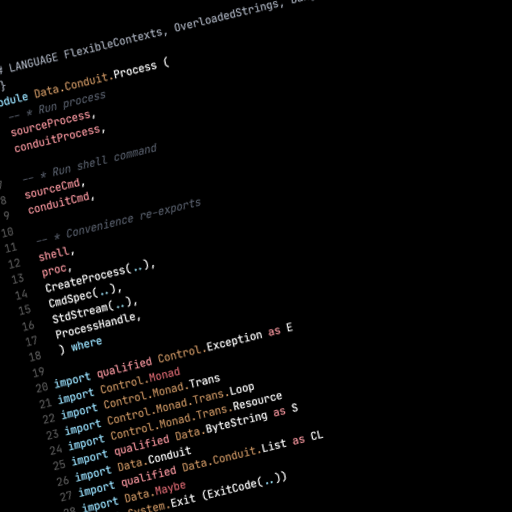 # LANGUAGE FlexibleContexts, OverloadedStrings,
}
module Data.Conduit.Process (
-- * Run process
sourceProcess,
conduitProcess,
7 -- * Run shell command
8 sourceCmd,
9 conduitCmd,
10
11 -- * Convenience re-exports
12 shell,
13 proc,
14 CreateProcess(..),
15 CmdSpec(..),
16 StdStream(..),
17 ProcessHandle,
18 ) where
19
20 import qualified Control.Exception as E
21 import Control.Monad
22 import Control.Monad.Trans
23 import Control.Monad.Trans.Loop
24 import Control.Monad.Trans.Resource
25 import qualified Data.ByteString as S
26 import Data.Conduit
27 import qualified Data.Conduit.List as CL
28 import Data.Maybe
System.Exit (ExitCode(..))